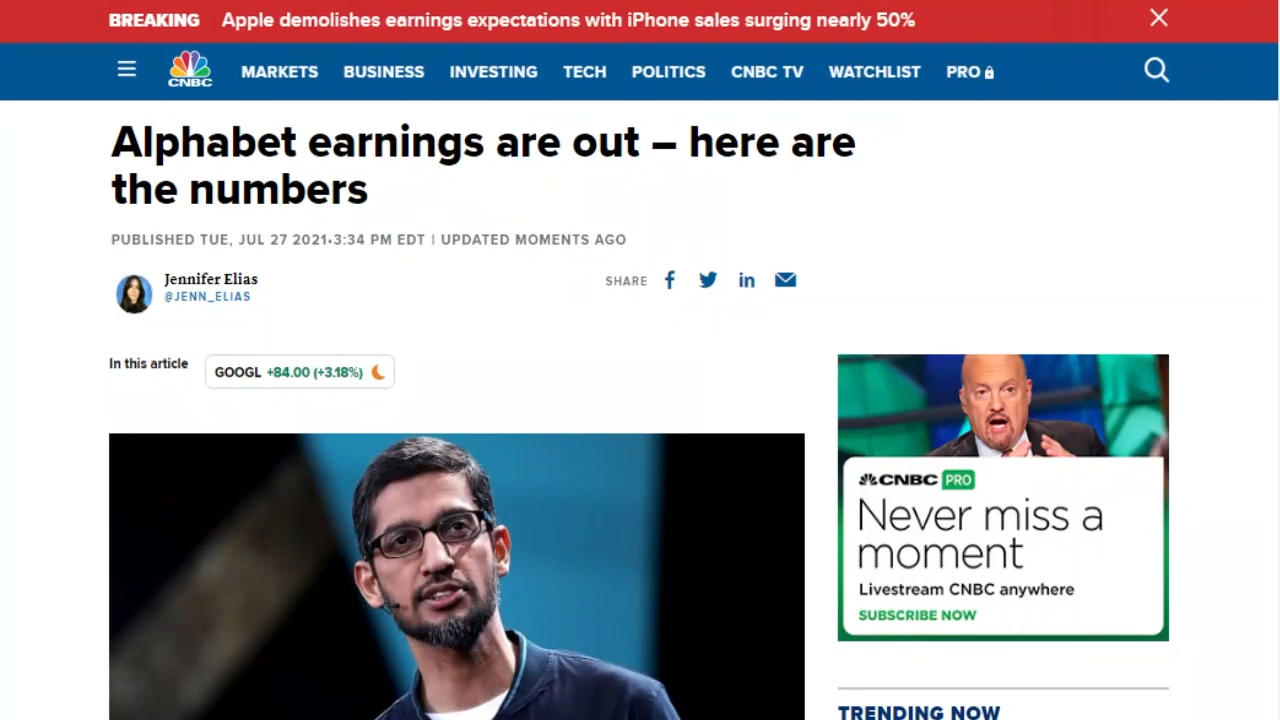 BREAKING Apple demolishes earnings expectations with iPhone sales surging nearly 50%
CNBC MARKETS BUSINESS INVESTING TECH POLITICS CNBC TV WATCHLIST PRO
Alphabet earnings are out – here are
the numbers
PUBLISHED TUE, JUL 27 2021•3:34 PM EDT | UPDATED MOMENTS AGO
Jennifer Elias
@JENN_ELIAS
SHARE
In this article
GOOGL +84.00 (+3.18%)
CNBC PRO
Never miss a
moment
Livestream CNBC anywhere
SUBSCRIBE NOW
TRENDING NOW